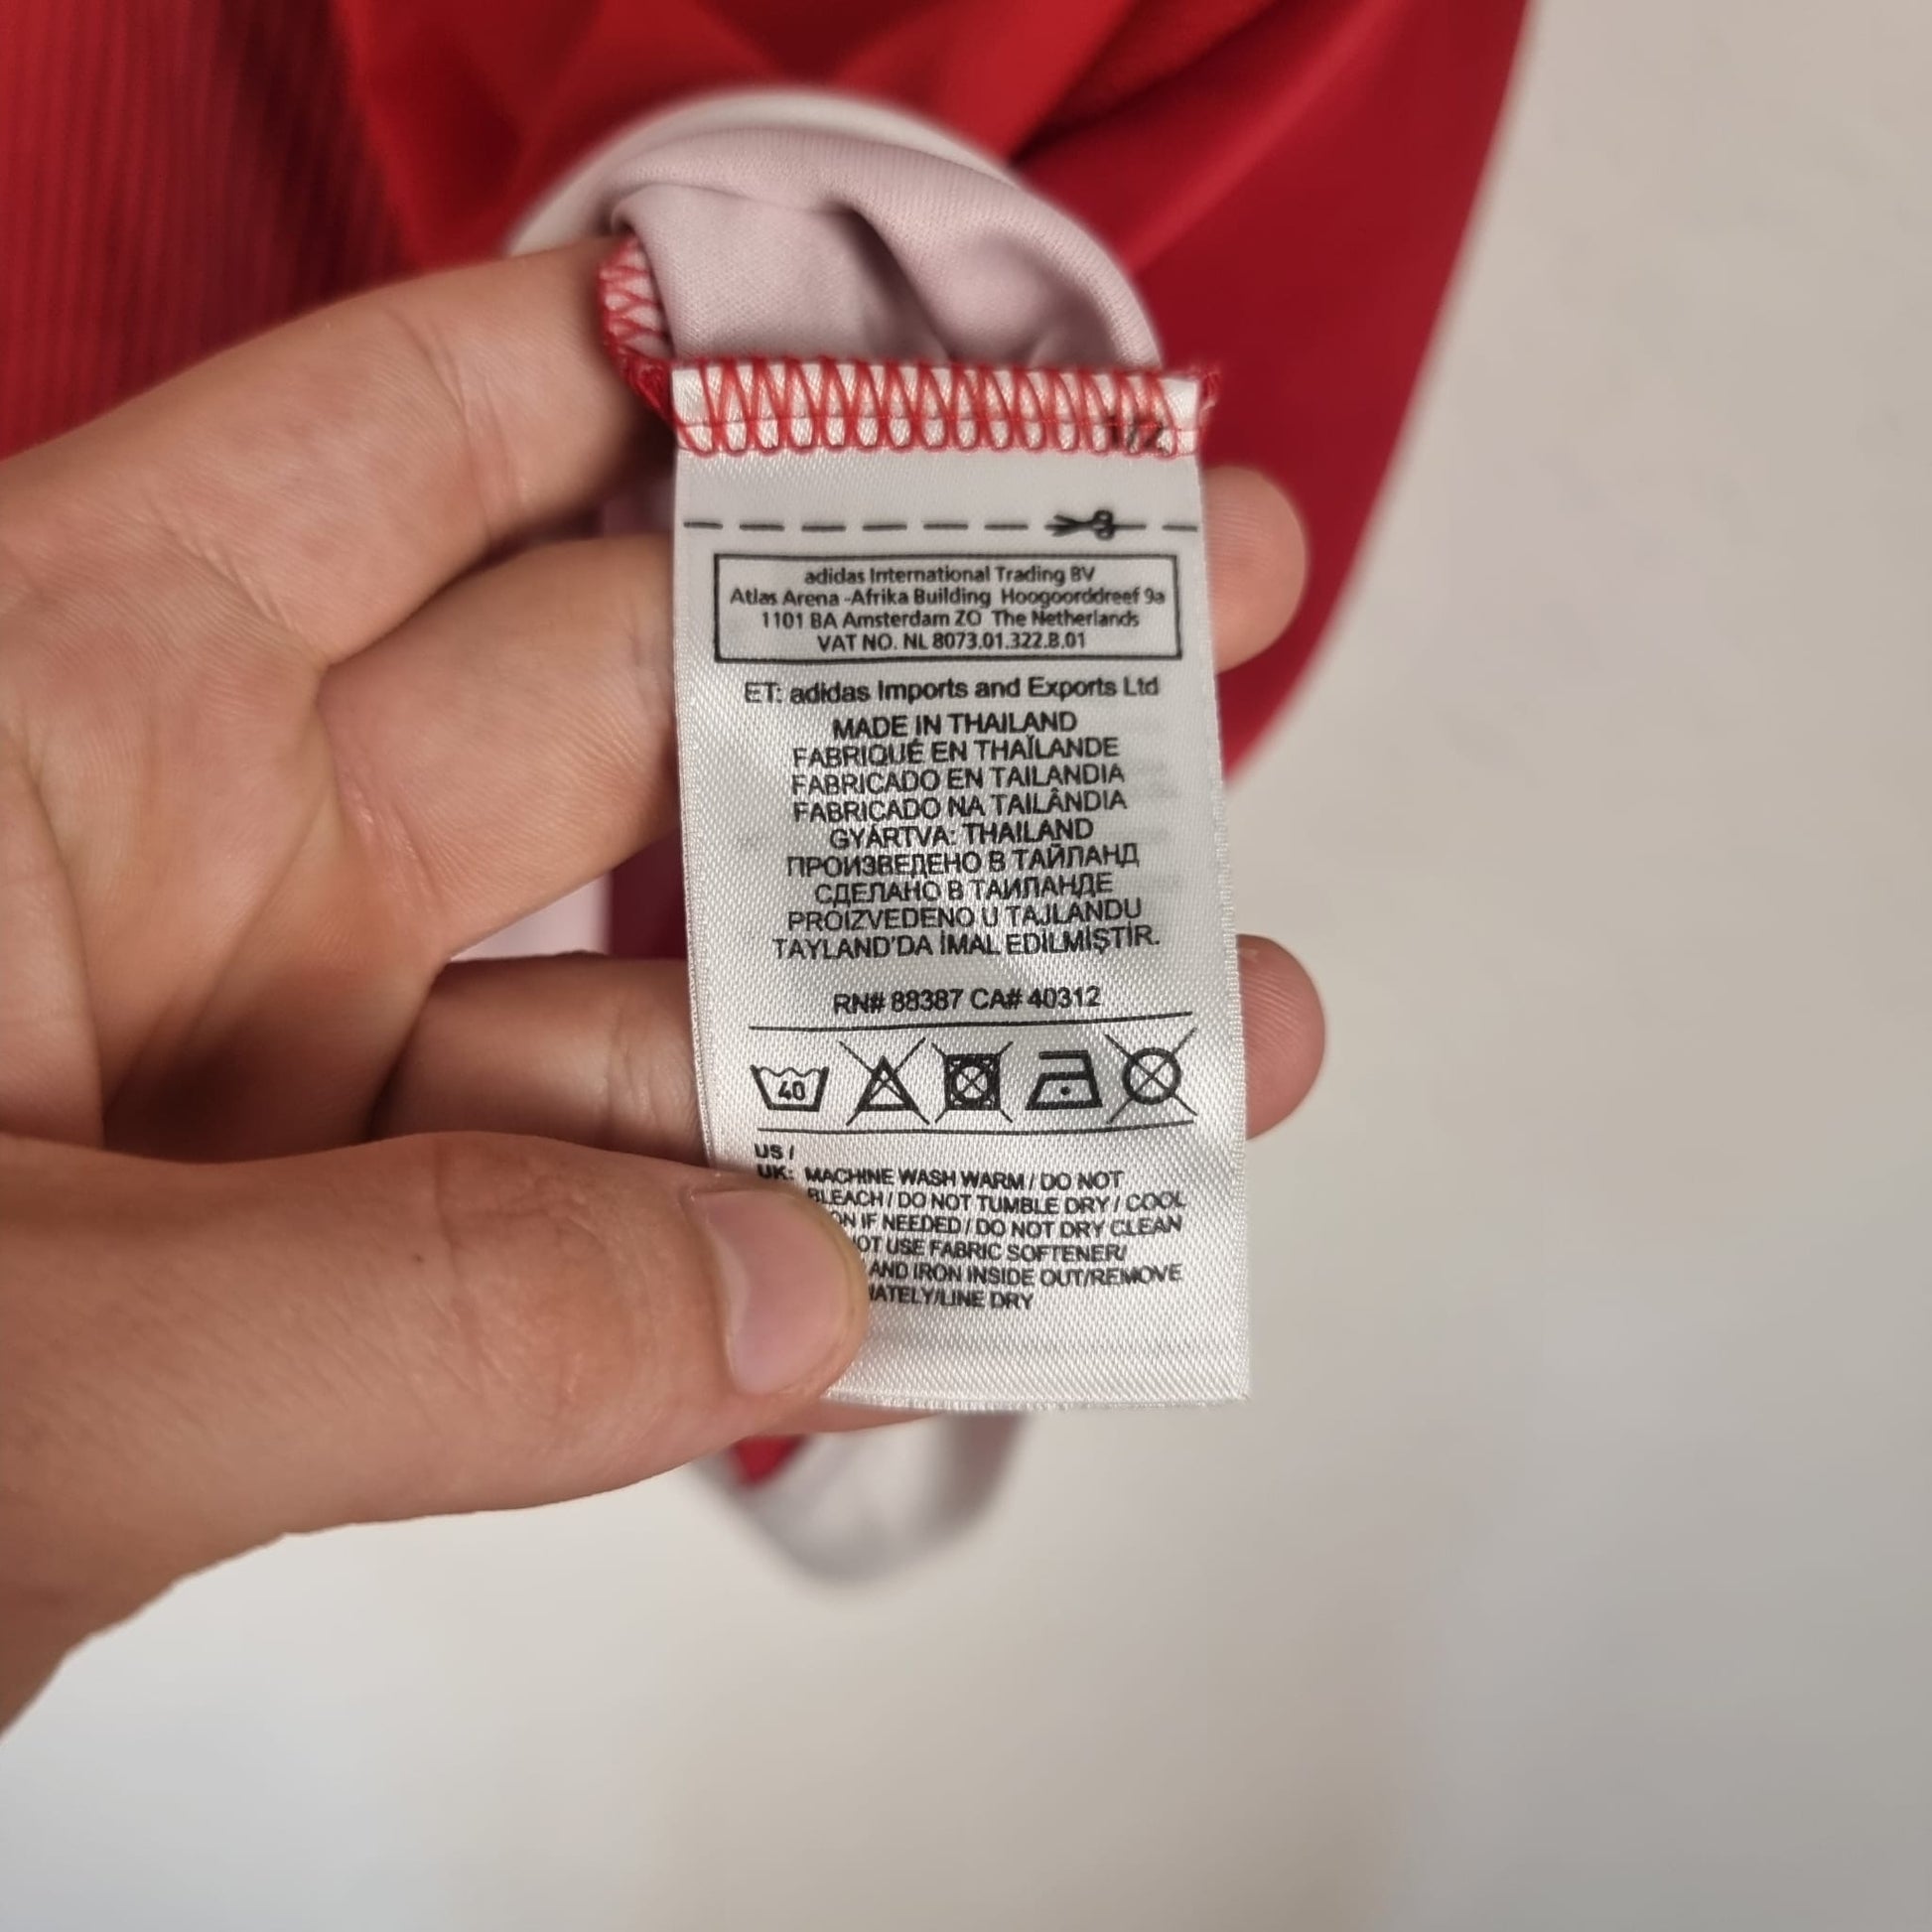 1/2
adidas International Trading BV
Atlas Arena -Afrika Building Hoogoorddreef 9a
1101 BA Amsterdam ZO The Netherlands
VAT NO. NL 8073.01.322.B.01
ET: adidas Imports and Exports Ltd
MADE IN THAILAND
FABRIQUÉ EN THAÏLANDE
FABRICADO EN TAILANDIA
FABRICADO NA TAILÂNDIA
GYÁRTVA: THAILAND
ПРОИЗВЕДЕНО В ТАЙЛАНД
СДЕЛАНО В ТАИЛАНДЕ
PROIZVEDENO U TAJLANDU
TAYLAND'DA İMAL EDİLMİŞTİR.
RN# 88387 CA# 40312
40
US /
UK: MACHINE WASH WARM / DO NOT
BLEACH / DO NOT TUMBLE DRY / COOL
IF NEEDED / DO NOT DRY CLEAN
USE FABRIC SOFTENER/
AND IRON INSIDE OUT/REMOVE
LINE DRY